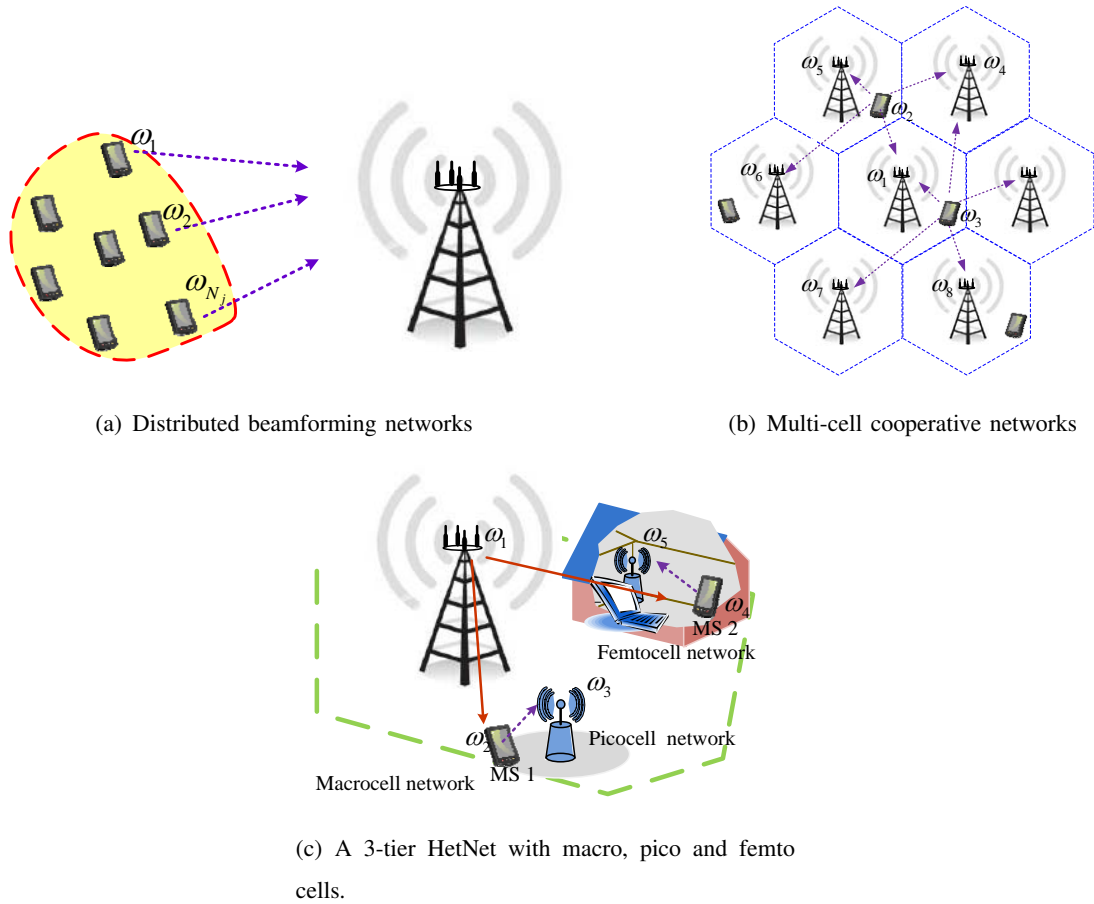 ω₁
ω₂
ω_{N_j}
(a) Distributed beamforming networks
ω₅
ω₄
ω₂
ω₆
ω₁
ω₃
ω₇
ω₈
(b) Multi-cell cooperative networks
ω₁
ω₅
ω₄
MS 2
Femtocell network
ω₃
ω₂
Picocell network
MS 1
Macrocell network
(c) A 3-tier HetNet with macro, pico and femto
cells.